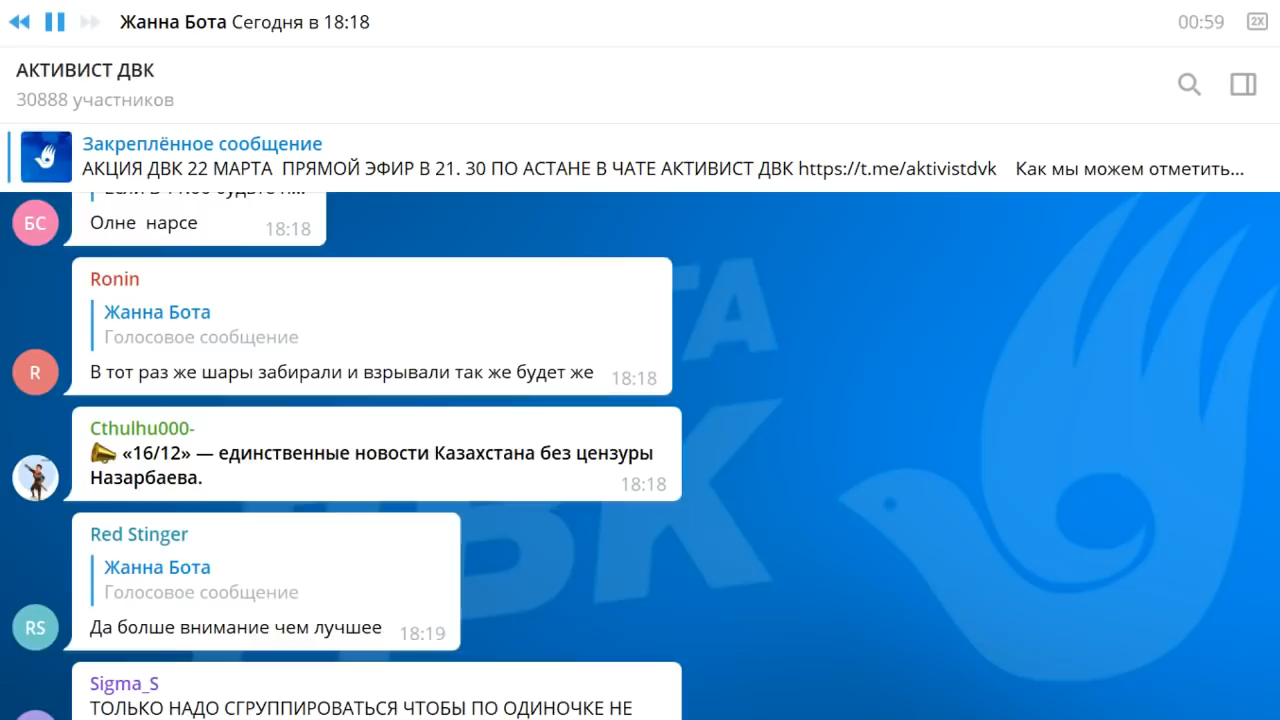 Жанна Бота Сегодня в 18:18
00:59
2X
АКТИВИСТ ДВК
30888 участников
Закреплённое сообщение
АКЦИЯ ДВК 22 МАРТА ПРЯМОЙ ЭФИР В 21. 30 ПО АСТАНЕ В ЧАТЕ АКТИВИСТ ДВК https://t.me/aktivistdvk Как мы можем отметить...
БС
Олне нарсе
18:18
Ronin
Жанна Бота
Голосовое сообщение
R
В тот раз же шары забирали и взрывали так же будет же
18:18
Cthulhu000-
«16/12» — единственные новости Казахстана без цензуры
Назарбаева.
18:18
Red Stinger
Жанна Бота
Голосовое сообщение
RS
Да болше внимание чем лучшее
18:19
Sigma_S
ТОЛЬКО НАДО СГРУППИРОВАТЬСЯ ЧТОБЫ ПО ОДИНОЧКЕ НЕ
ДВК